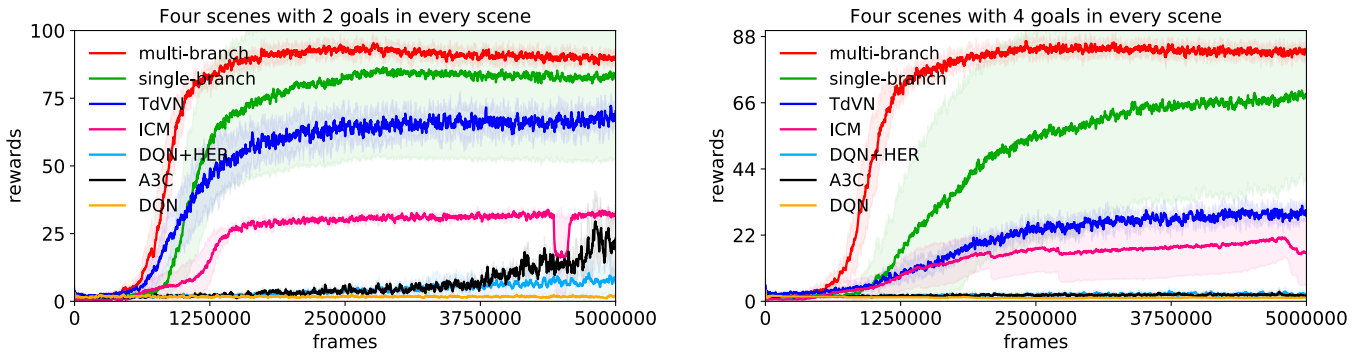 Four scenes with 2 goals in every scene
100
75
50
25
0
rewards
multi-branch
single-branch
TdVN
ICM
DQN+HER
A3C
DQN
0 1250000 2500000 3750000 5000000
frames
Four scenes with 4 goals in every scene
88
66
44
22
0
rewards
multi-branch
single-branch
TdVN
ICM
DQN+HER
A3C
DQN
0 1250000 2500000 3750000 5000000
frames